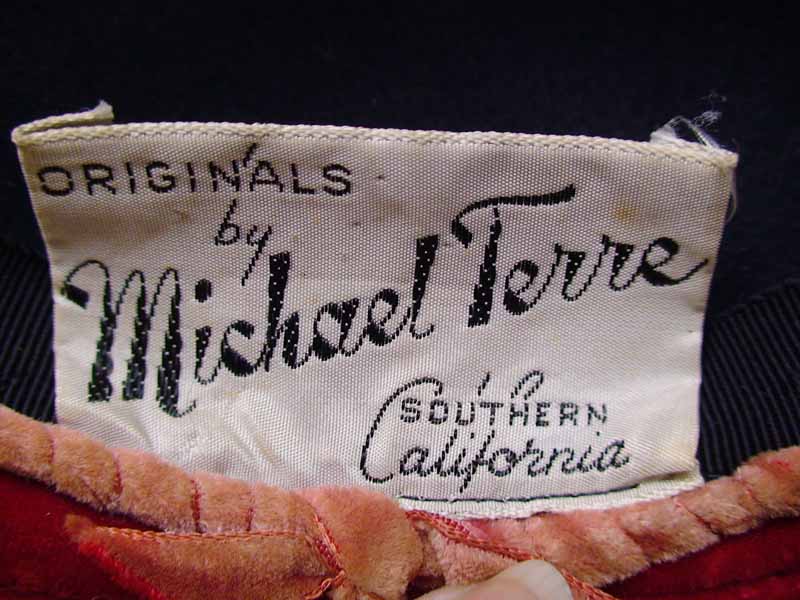 ORIGINALS
by
Michael Terre
SOUTHERN
California